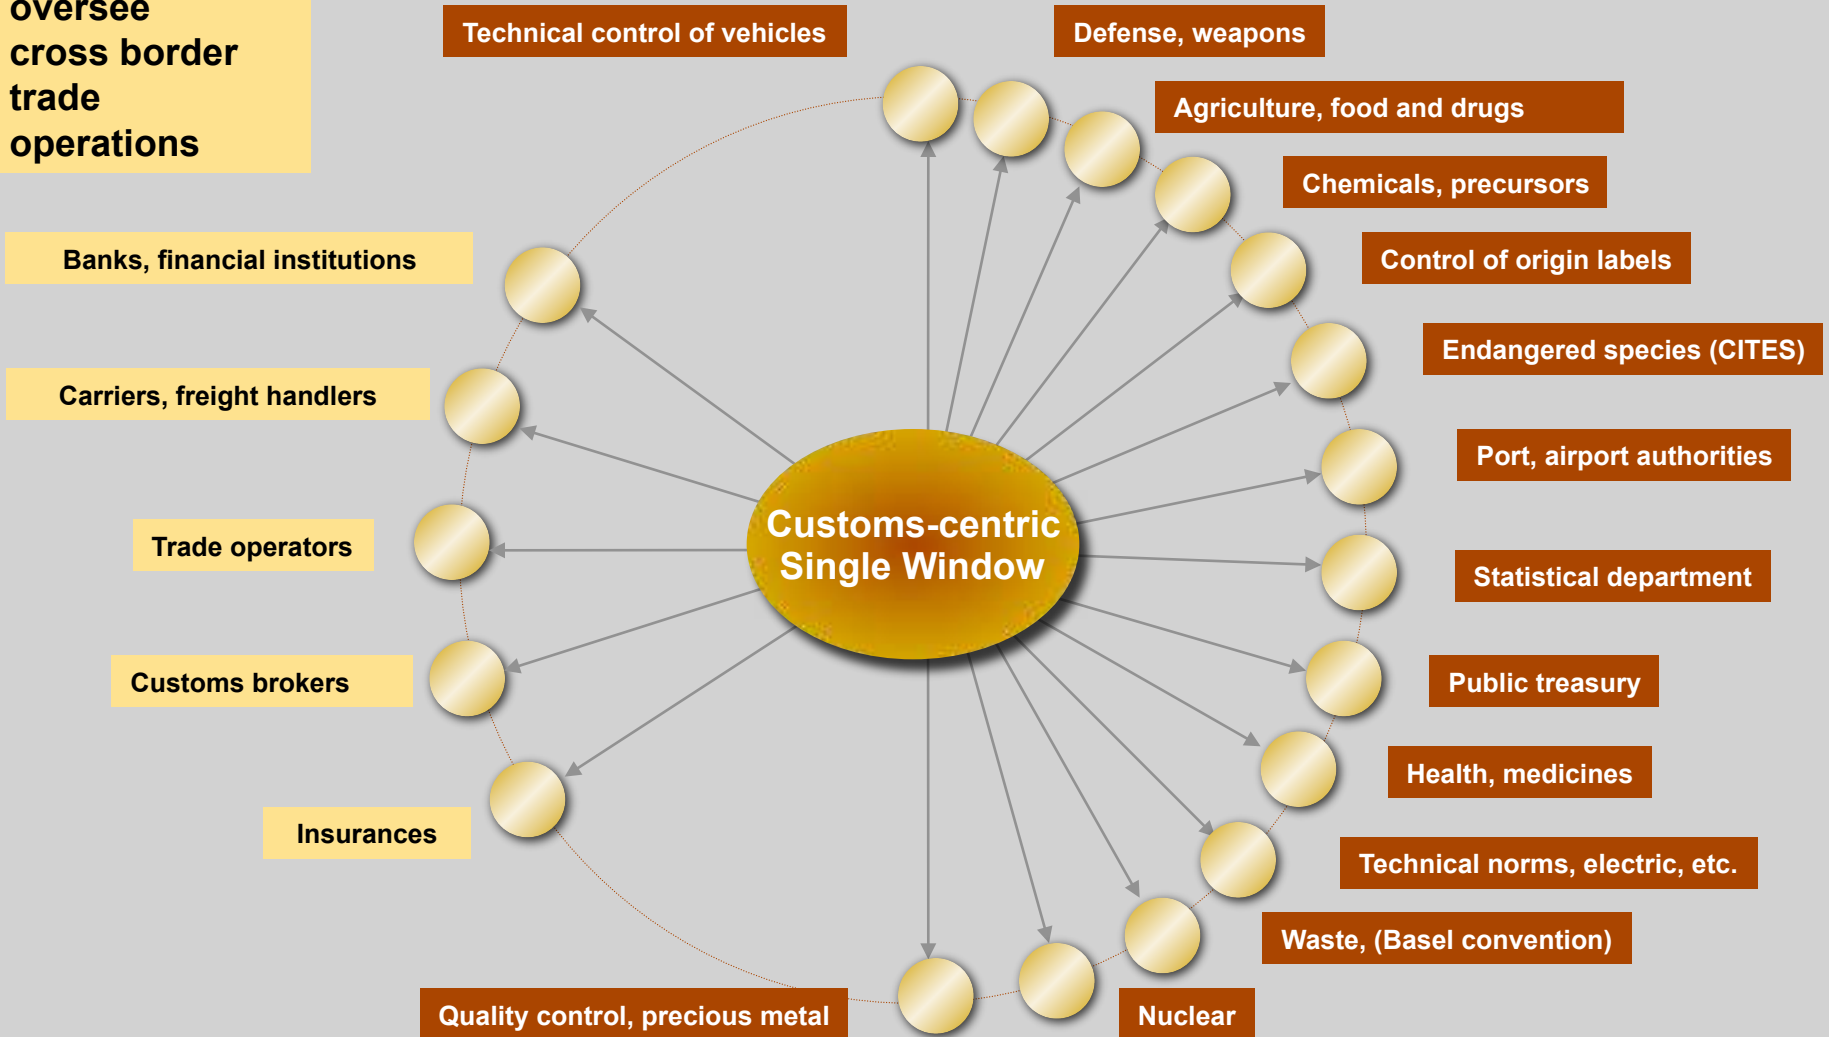 oversee
cross border
trade
operations
Technical control of vehicles
Defense, weapons
Agriculture, food and drugs
Chemicals, precursors
Banks, financial institutions
Control of origin labels
Endangered species (CITES)
Carriers, freight handlers
Port, airport authorities
Customs-centric
Single Window
Trade operators
Statistical department
Customs brokers
Public treasury
Health, medicines
Insurances
Technical norms, electric, etc.
Waste, (Basel convention)
Quality control, precious metal
Nuclear